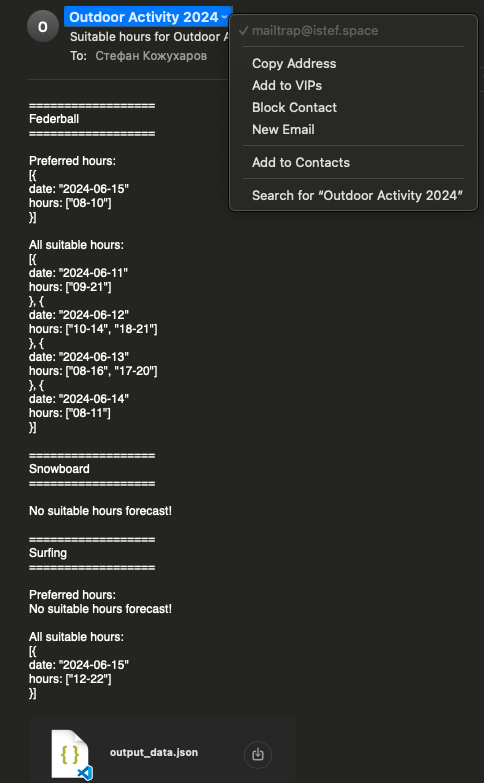 O
Outdoor Activity 2024
Suitable hours for Outdoor A
To: Стефан Кожухаров
✓ mailtrap@istef.space
Copy Address
Add to VIPs
Block Contact
New Email
Add to Contacts
Search for “Outdoor Activity 2024”
==================
Federball
==================
Preferred hours:
[{
date: "2024-06-15"
hours: ["08-10"]
}]
All suitable hours:
[{
date: "2024-06-11"
hours: ["09-21"]
}, {
date: "2024-06-12"
hours: ["10-14", "18-21"]
}, {
date: "2024-06-13"
hours: ["08-16", "17-20"]
}, {
date: "2024-06-14"
hours: ["08-11"]
}]
==================
Snowboard
==================
No suitable hours forecast!
==================
Surfing
==================
Preferred hours:
No suitable hours forecast!
All suitable hours:
[{
date: "2024-06-15"
hours: ["12-22"]
}]
{ }
output_data.json